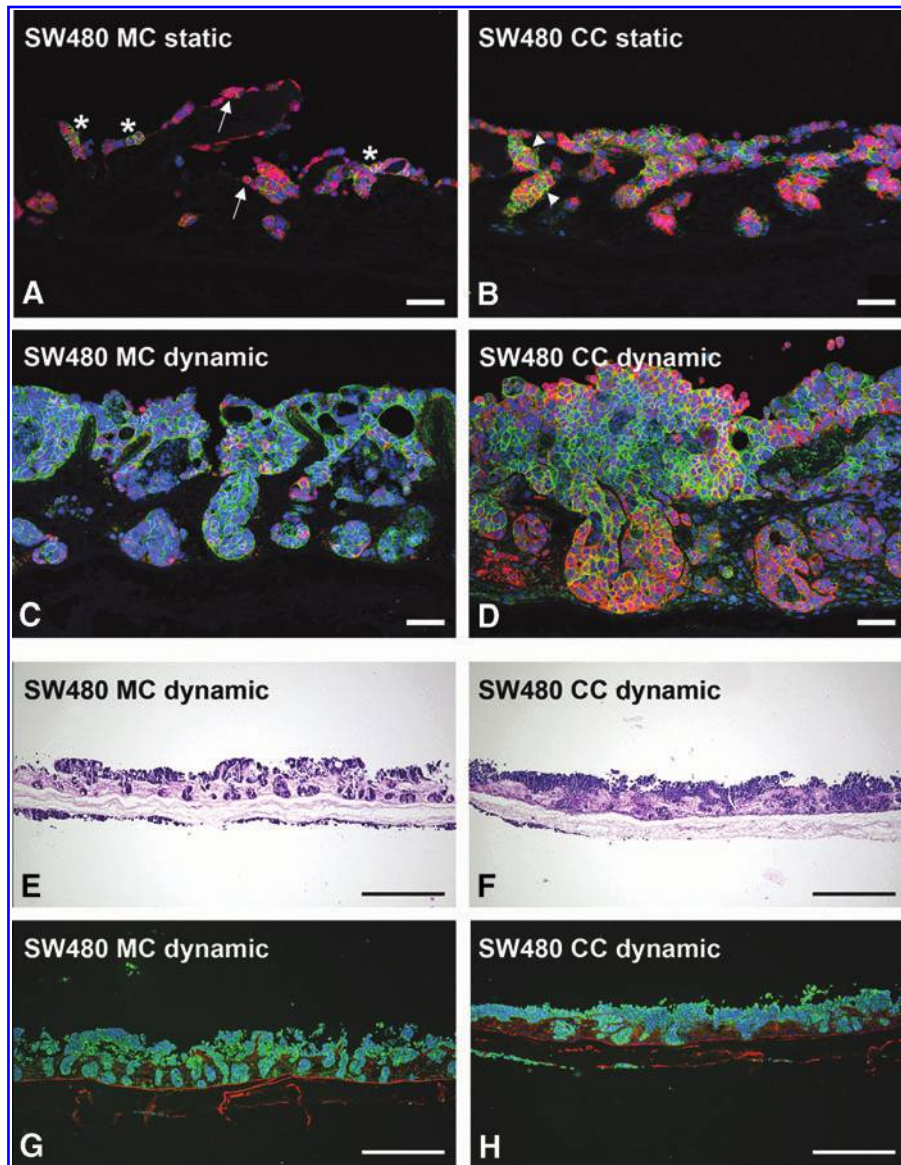 SW480 MC static
* * *
A
SW480 CC static
B
SW480 MC dynamic
C
SW480 CC dynamic
D
SW480 MC dynamic
E
SW480 CC dynamic
F
SW480 MC dynamic
G
SW480 CC dynamic
H